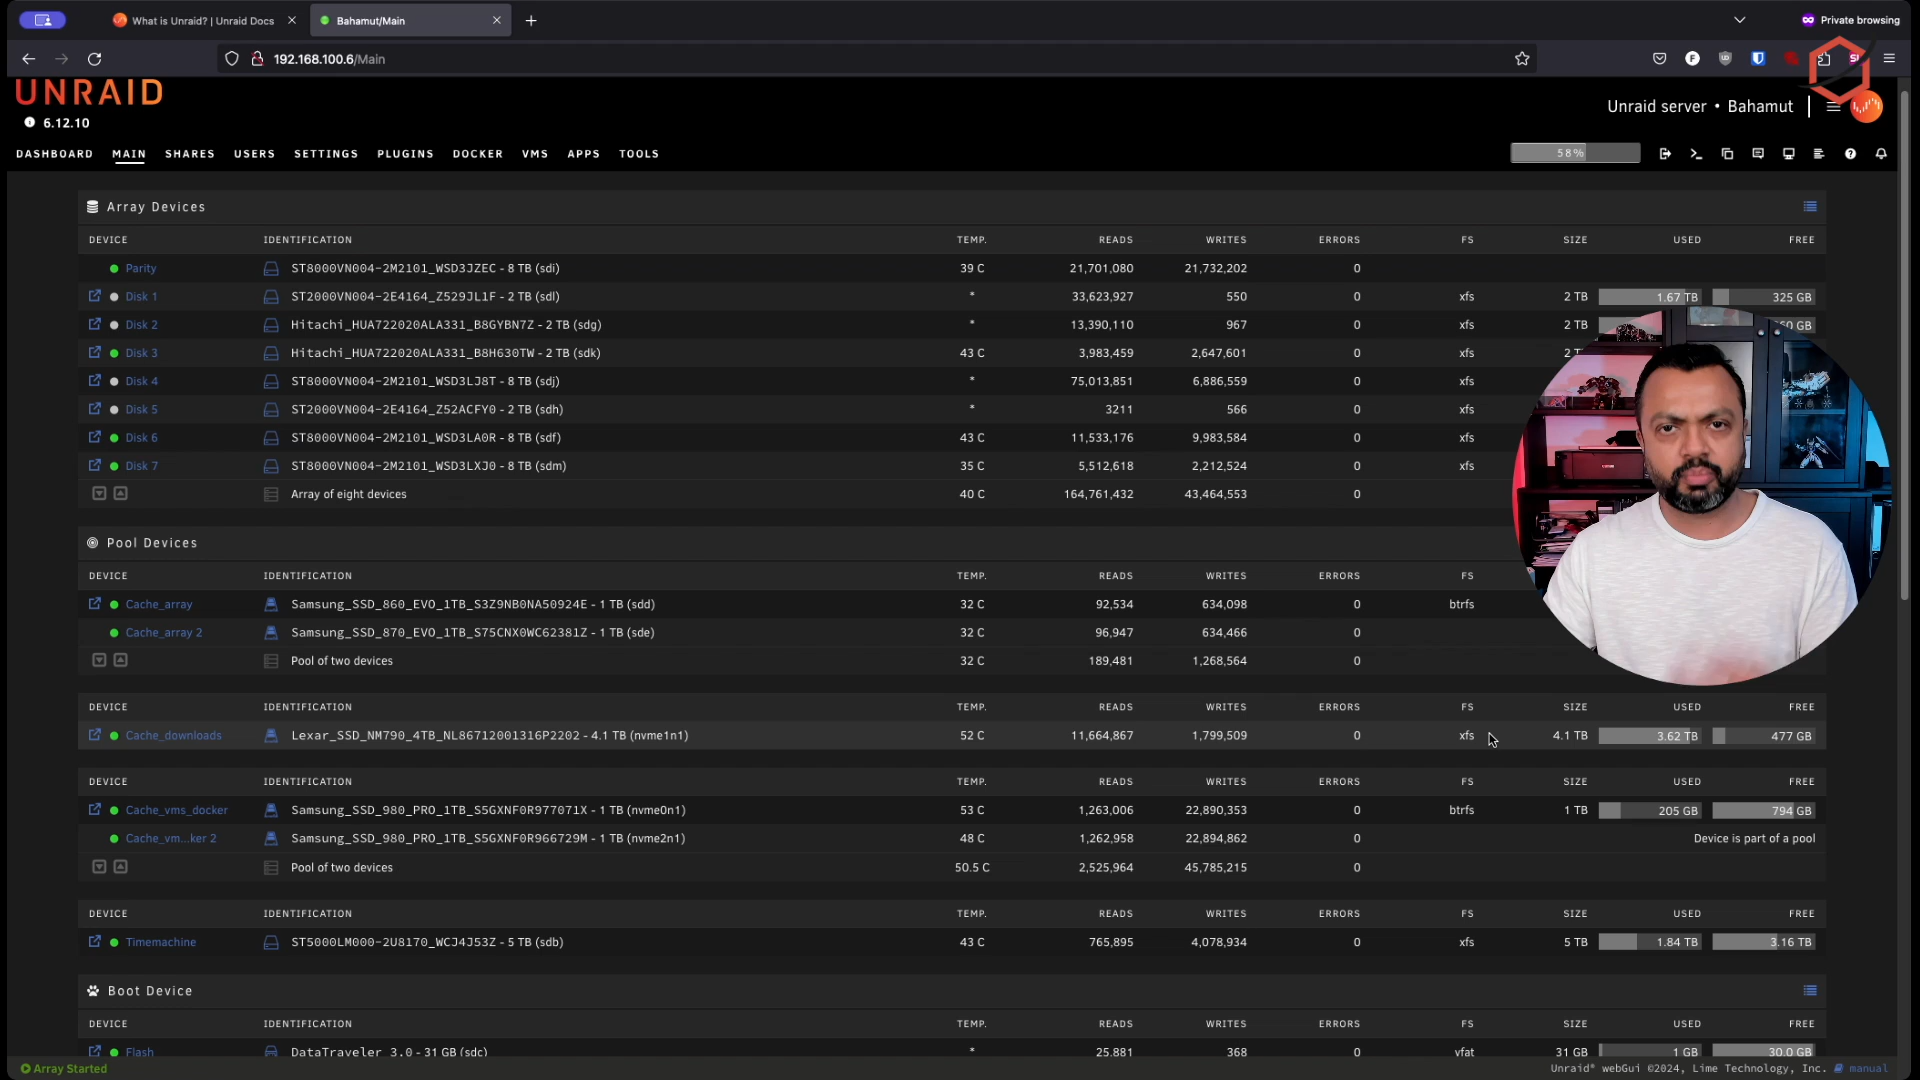 What is Unraid? | Unraid Docs
Bahamut/Main
Private browsing
192.168.100.6/Main
UNRAID
6.12.10
Unraid server • Bahamut
DASHBOARD MAIN SHARES USERS SETTINGS PLUGINS DOCKER VMS APPS TOOLS
58%
Array Devices
DEVICE IDENTIFICATION TEMP. READS WRITES ERRORS FS SIZE USED FREE
Parity ST8000VN004-2M2101_WSD3JZEC - 8 TB (sdi) 39 C 21,701,080 21,732,202 0
Disk 1 ST2000VN004-2E4164_Z529JL1F - 2 TB (sdl) * 33,623,927 550 0 xfs 2 TB 1.67 TB 325 GB
Disk 2 Hitachi_HUA722020ALA331_B8GYBN7Z - 2 TB (sdg) * 13,390,110 967 0 xfs 2 TB GB
Disk 3 Hitachi_HUA722020ALA331_B8H630TW - 2 TB (sdk) 43 C 3,983,459 2,647,601 0 xfs 2
Disk 4 ST8000VN004-2M2101_WSD3LJ8T - 8 TB (sdj) * 75,013,851 6,886,559 0 xfs
Disk 5 ST2000VN004-2E4164_Z52ACFY0 - 2 TB (sdh) * 3211 566 0 xfs
Disk 6 ST8000VN004-2M2101_WSD3LA0R - 8 TB (sdf) 43 C 11,533,176 9,983,584 0 xfs
Disk 7 ST8000VN004-2M2101_WSD3LXJ0 - 8 TB (sdm) 35 C 5,512,618 2,212,524 0 xfs
Array of eight devices 40 C 164,761,432 43,464,553 0
Pool Devices
DEVICE IDENTIFICATION TEMP. READS WRITES ERRORS FS
Cache_array Samsung_SSD_860_EVO_1TB_S3Z9NB0NA50924E - 1 TB (sdd) 32 C 92,534 634,098 0 btrfs
Cache_array 2 Samsung_SSD_870_EVO_1TB_S75CNX0WC62381Z - 1 TB (sde) 32 C 96,947 634,466 0
Pool of two devices 32 C 189,481 1,268,564 0
DEVICE IDENTIFICATION TEMP. READS WRITES ERRORS FS SIZE USED FREE
Cache_downloads Lexar_SSD_NM790_4TB_NL86712001316P2202 - 4.1 TB (nvme1n1) 52 C 11,664,867 1,799,509 0 xfs 4.1 TB 3.62 TB 477 GB
DEVICE IDENTIFICATION TEMP. READS WRITES ERRORS FS SIZE USED FREE
Cache_vms_docker Samsung_SSD_980_PRO_1TB_S5GXNF0R977071X - 1 TB (nvme0n1) 53 C 1,263,006 22,890,353 0 btrfs 1 TB 205 GB 794 GB
Cache_vm...ker 2 Samsung_SSD_980_PRO_1TB_S5GXNF0R966729M - 1 TB (nvme2n1) 48 C 1,262,958 22,894,862 0 Device is part of a pool
Pool of two devices 50.5 C 2,525,964 45,785,215 0
DEVICE IDENTIFICATION TEMP. READS WRITES ERRORS FS SIZE USED FREE
Timemachine ST5000LM000-2U8170_WCJ4J53Z - 5 TB (sdb) 43 C 765,895 4,078,934 0 xfs 5 TB 1.84 TB 3.16 TB
Boot Device
DEVICE IDENTIFICATION TEMP. READS WRITES ERRORS FS SIZE USED FREE
Flash DataTraveler_3.0 - 31 GB (sdc) * 25,881 368 0 vfat 31 GB 1 GB 30.0 GB
Array Started
Unraid® webGui ©2024, Lime Technology, Inc. manual